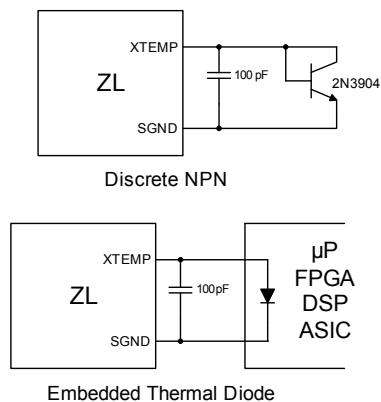 XTEMP
100 pF
ZL
2N3904
SGND
Discrete NPN
XTEMP
µP
FPGA
ZL
100pF
DSP
ASIC
SGND
Embedded Thermal Diode